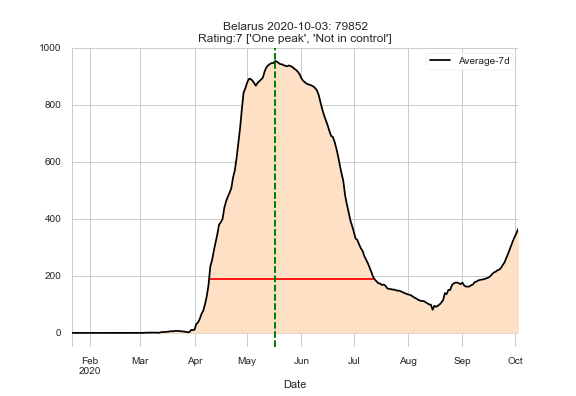 Belarus 2020-10-03: 79852
Rating:7 ['One peak', 'Not in control']
Average-7d
1000
800
600
400
200
0
Feb Mar Apr May Jun Jul Aug Sep Oct
2020
Date